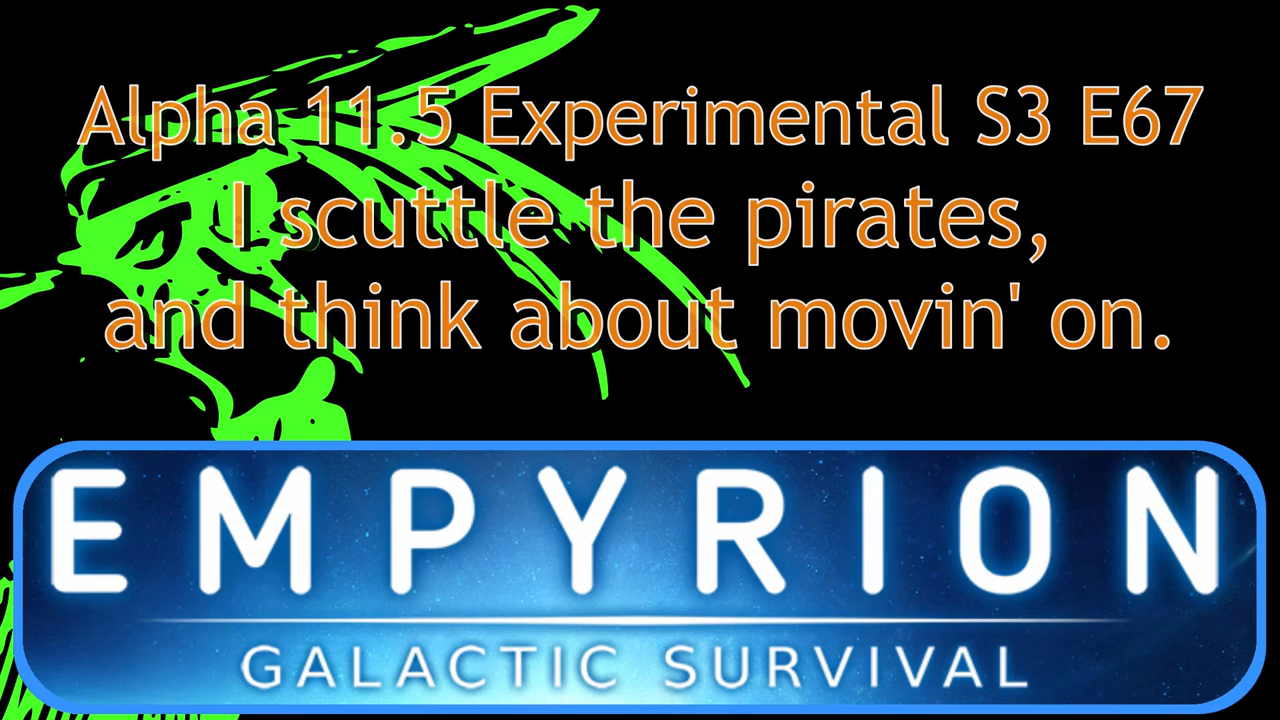 Alpha 11.5 Experimental S3 E67
I scuttle the pirates,
and think about movin' on.
EMPYRION
GALACTIC SURVIVAL